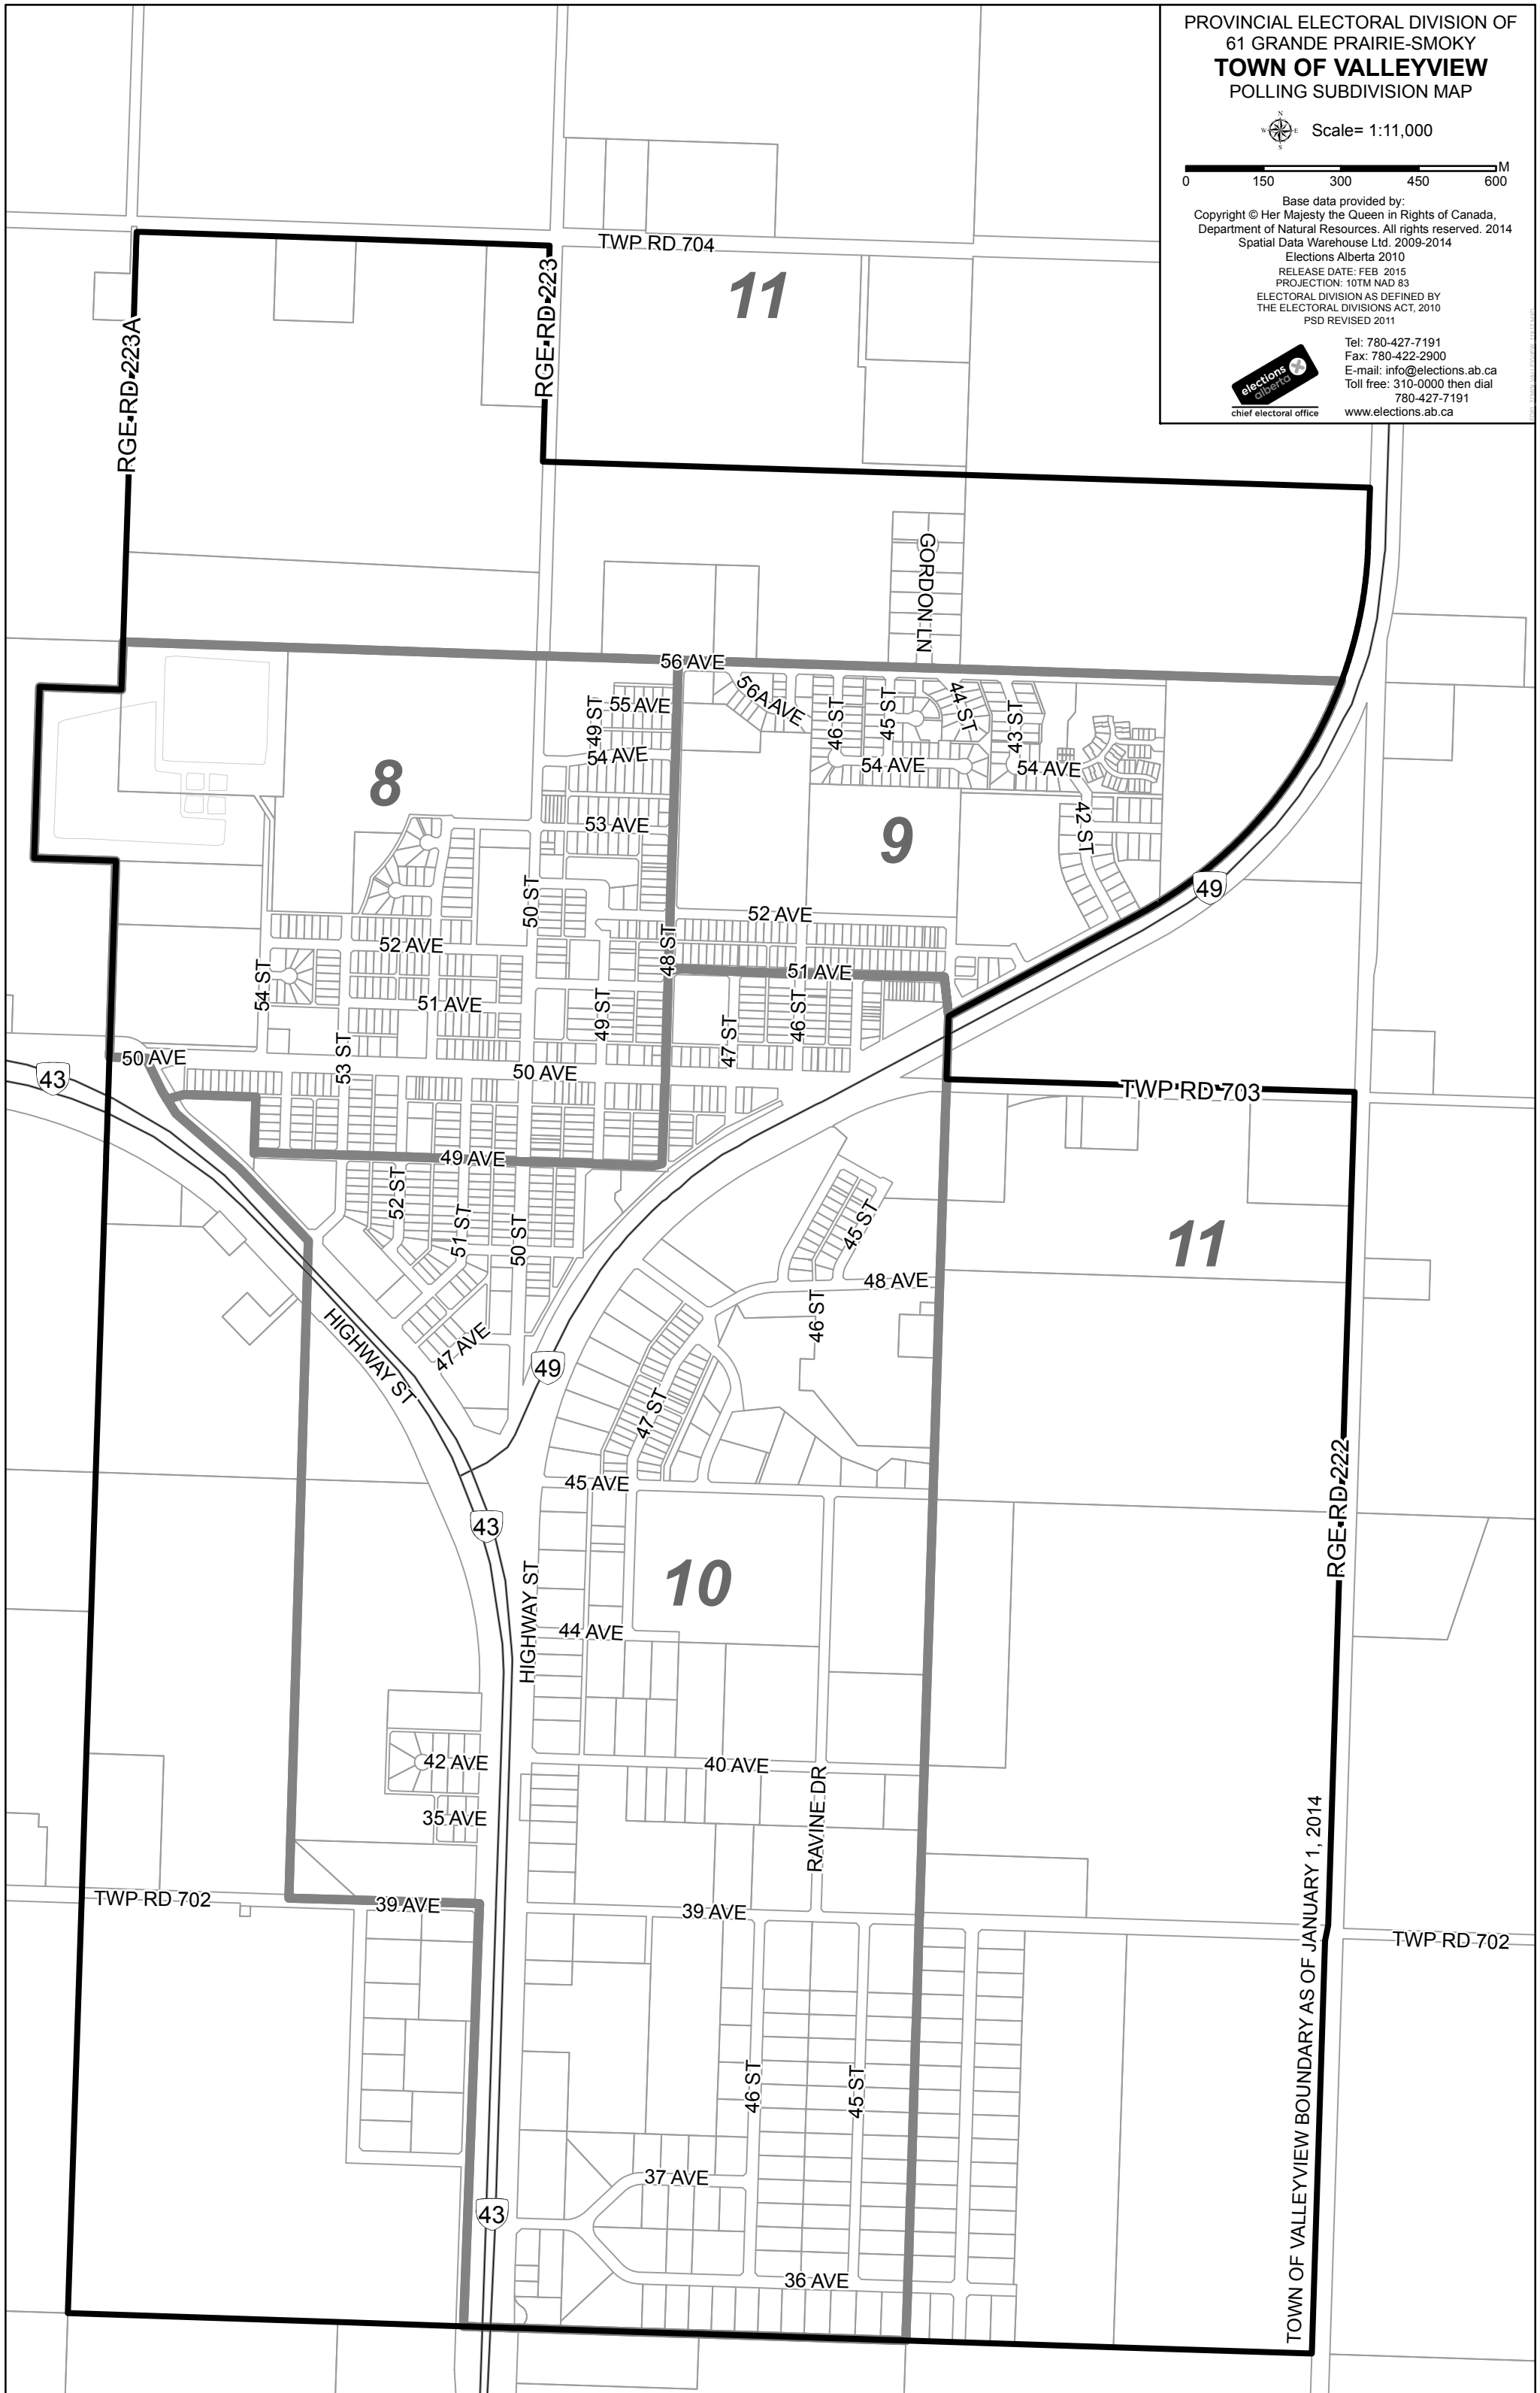 PROVINCIAL ELECTORAL DIVISION OF
61 GRANDE PRAIRIE-SMOKY
TOWN OF VALLEYVIEW
POLLING SUBDIVISION MAP
N
W E
S
Scale= 1:11,000
M
0 150 300 450 600
Base data provided by:
Copyright © Her Majesty the Queen in Rights of Canada,
Department of Natural Resources. All rights reserved. 2014
Spatial Data Warehouse Ltd. 2009-2014
Elections Alberta 2010
RELEASE DATE: FEB 2015
PROJECTION: 10TM NAD 83
ELECTORAL DIVISION AS DEFINED BY
THE ELECTORAL DIVISIONS ACT, 2010
PSD REVISED 2011
elections
alberta
chief electoral office
Tel: 780-427-7191
Fax: 780-422-2900
E-mail: info@elections.ab.ca
Toll free: 310-0000 then dial
780-427-7191
www.elections.ab.ca
TWP RD 704
11
RGE RD 223
RGE RD 223A
GORDON LN
56 AVE
56A AVE
55 AVE
49 ST
54 AVE
46 ST
45 ST
44 ST
43 ST
54 AVE
54 AVE
8
53 AVE
9
42 ST
49
50 ST
52 AVE
52 AVE
48 ST
51 AVE
54 ST
51 AVE
49 ST
47 ST
46 ST
53 ST
50 AVE
50 AVE
43
TWP RD 703
49 AVE
52 ST
51 ST
50 ST
45 ST
11
48 AVE
46 ST
HIGHWAY ST
47 AVE
49
47 ST
45 AVE
43
RGE RD 222
10
HIGHWAY ST
44 AVE
42 AVE
40 AVE
35 AVE
RAVINE DR
TWP RD 702
39 AVE
39 AVE
TWP RD 702
46 ST
45 ST
37 AVE
43
36 AVE
TOWN OF VALLEYVIEW BOUNDARY AS OF JANUARY 1, 2014